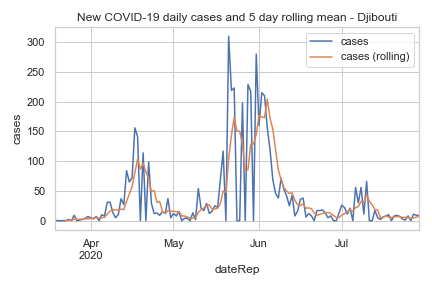 New COVID-19 daily cases and 5 day rolling mean - Djibouti
cases
cases (rolling)
300
250
200
150
100
50
0
cases
Apr
2020
May
Jun
Jul
dateRep